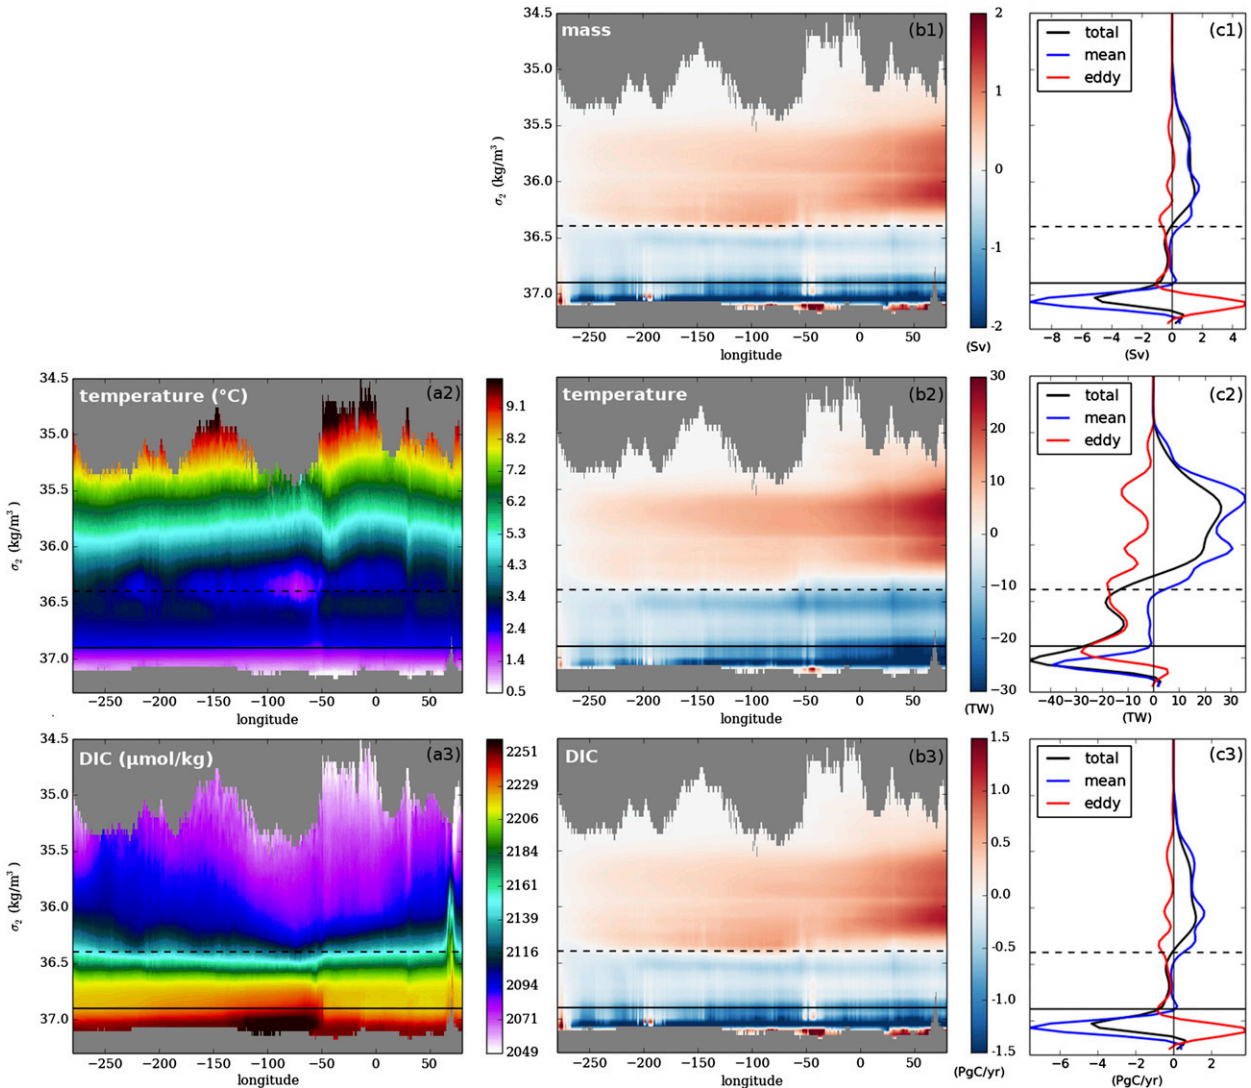 mass (b1)
34.5
35.0
35.5
36.0
36.5
37.0
σ₂ (kg/m³)
−250 −200 −150 −100 −50 0 50
longitude
2
1
0
−1
−2
(Sv)
(c1)
total
mean
eddy
−8 −6 −4 −2 0 2 4
(Sv)
temperature (°C) (a2)
34.5
35.0
35.5
36.0
36.5
37.0
σ₂ (kg/m³)
−250 −200 −150 −100 −50 0 50
longitude
9.1
8.2
7.2
6.2
5.3
4.3
3.4
2.4
1.4
0.5
temperature (b2)
−250 −200 −150 −100 −50 0 50
longitude
30
20
10
0
−10
−20
−30
(TW)
(c2)
total
mean
eddy
−40 −30 −20 −10 0 10 20 30
(TW)
DIC (μmol/kg) (a3)
34.5
35.0
35.5
36.0
36.5
37.0
σ₂ (kg/m³)
−250 −200 −150 −100 −50 0 50
longitude
2251
2229
2206
2184
2161
2139
2116
2094
2071
2049
DIC (b3)
−250 −200 −150 −100 −50 0 50
longitude
1.5
1.0
0.5
0.0
−0.5
−1.0
−1.5
(PgC/yr)
(c3)
total
mean
eddy
−6 −4 −2 0 2
(PgC/yr)